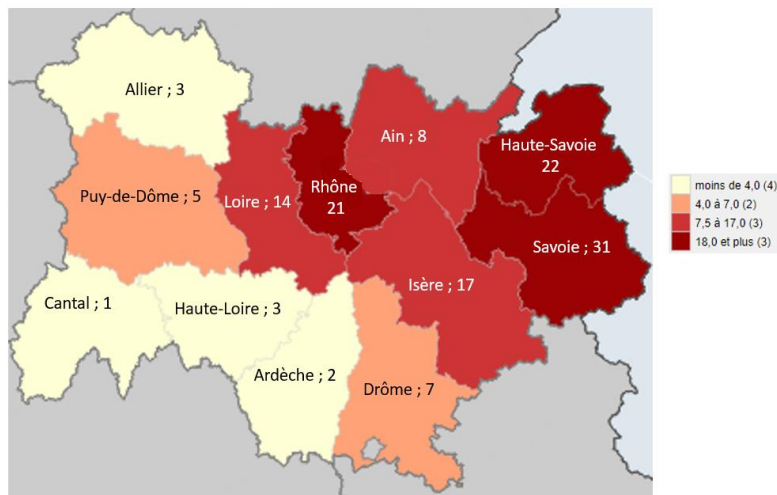 Allier ; 3
Ain ; 8
Haute-Savoie
22
Puy-de-Dôme ; 5
Loire ; 14
Rhône
21
Savoie ; 31
Isère ; 17
Cantal ; 1
Haute-Loire ; 3
Ardèche ; 2
Drôme ; 7
moins de 4,0 (4)
4,0 à 7,0 (2)
7,5 à 17,0 (3)
18,0 et plus (3)